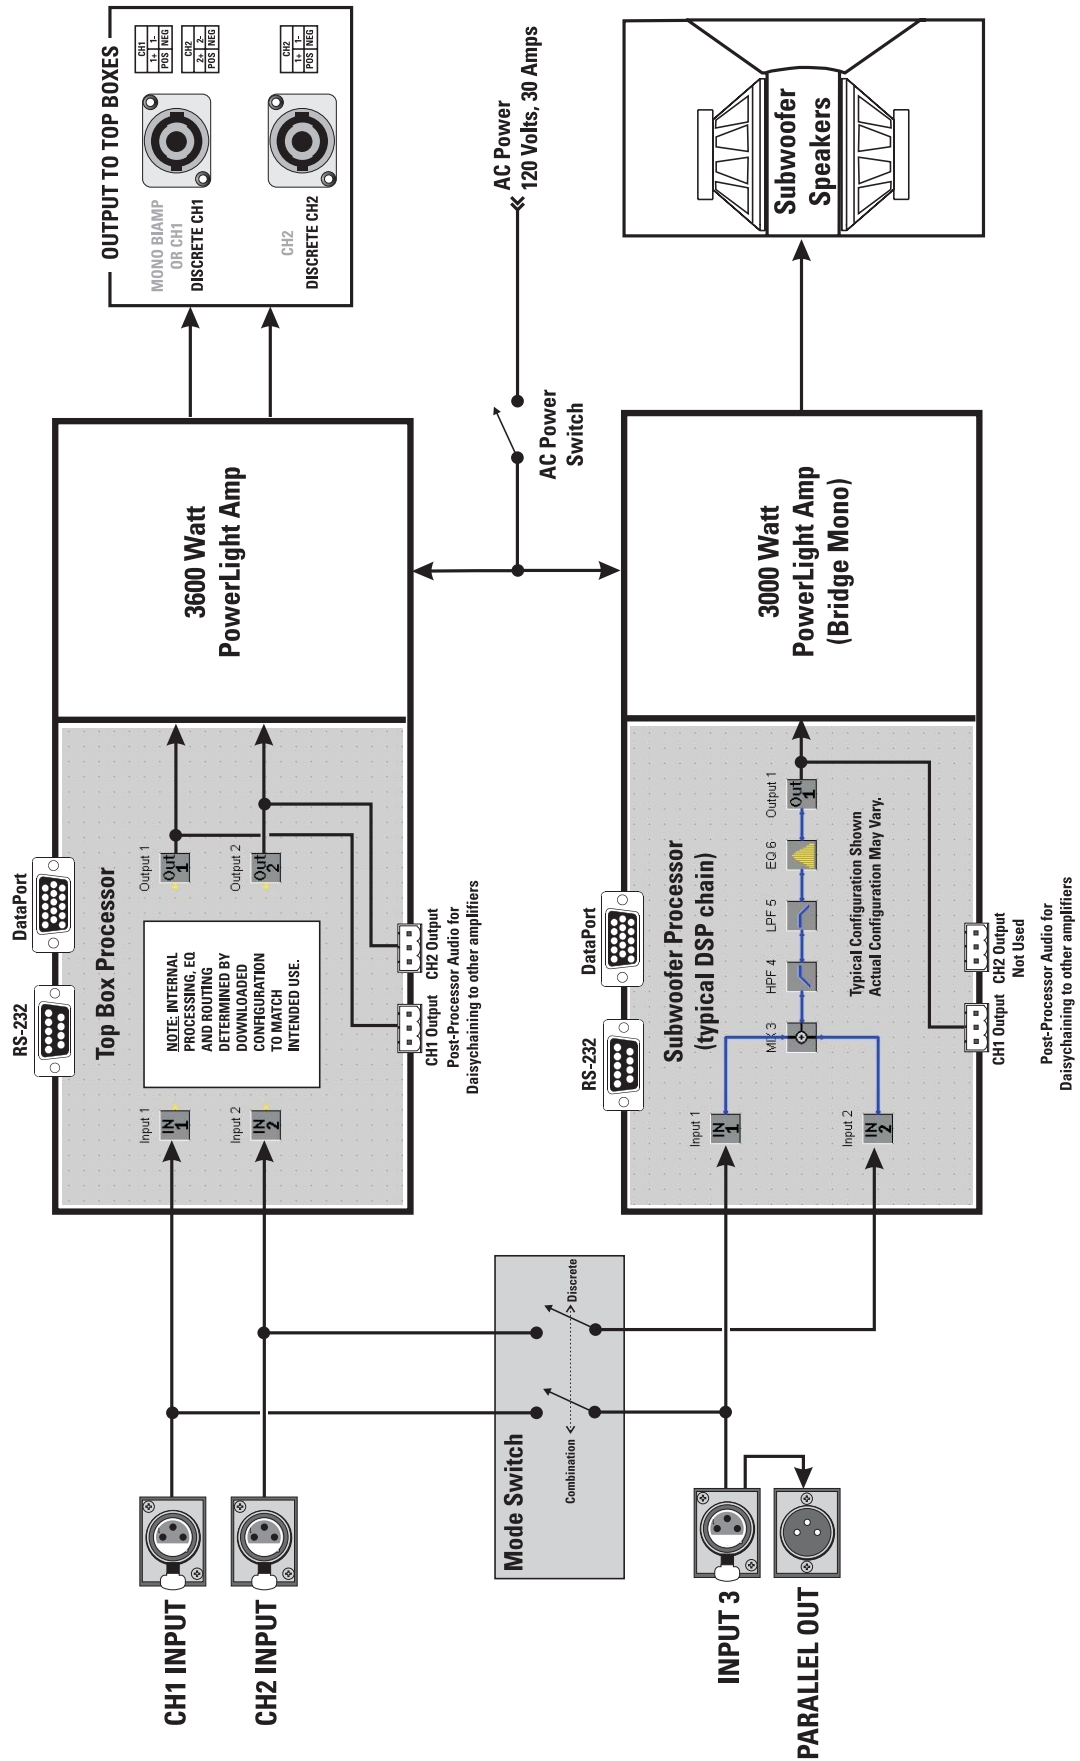 CH1 INPUT
CH2 INPUT
Mode Switch
Combination
Discrete
INPUT 3
PARALLEL OUT
RS-232
DataPort
Top Box Processor
Input 1
IN
1
Input 2
IN
2
NOTE: INTERNAL
PROCESSING, EQ
AND ROUTING
DETERMINED BY
DOWNLOADED
CONFIGURATION
TO MATCH
INTENDED USE.
Output 1
Out
1
Output 2
Out
2
CH1 Output
CH2 Output
Post-Processor Audio for
Daisychaining to other amplifiers
3600 Watt
PowerLight Amp
OUTPUT TO TOP BOXES
MONO BIAMP
OR CH1
DISCRETE CH1
CH1
1+ 1-
POS NEG
CH2
2+ 2-
POS NEG
CH2
DISCRETE CH2
CH2
1+ 1-
POS NEG
AC Power
Switch
AC Power
120 Volts, 30 Amps
RS-232
DataPort
Subwoofer Processor
(typical DSP chain)
Input 1
IN
1
Input 2
IN
2
MIX 3
HPF 4
LPF 5
EQ 6
Output 1
Out
1
Typical Configuration Shown
Actual Configuration May Vary.
CH1 Output
CH2 Output
Not Used
Post-Processor Audio for
Daisychaining to other amplifiers
3000 Watt
PowerLight Amp
(Bridge Mono)
Subwoofer
Speakers